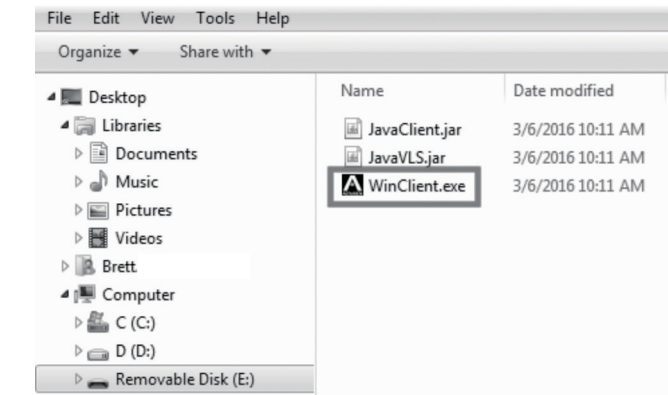 File Edit View Tools Help
Organize Share with
Desktop
Libraries
Documents
Music
Pictures
Videos
Brett
Computer
C (C:)
D (D:)
Removable Disk (E:)
Name Date modified
JavaClient.jar 3/6/2016 10:11 AM
JavaVLS.jar 3/6/2016 10:11 AM
WinClient.exe 3/6/2016 10:11 AM